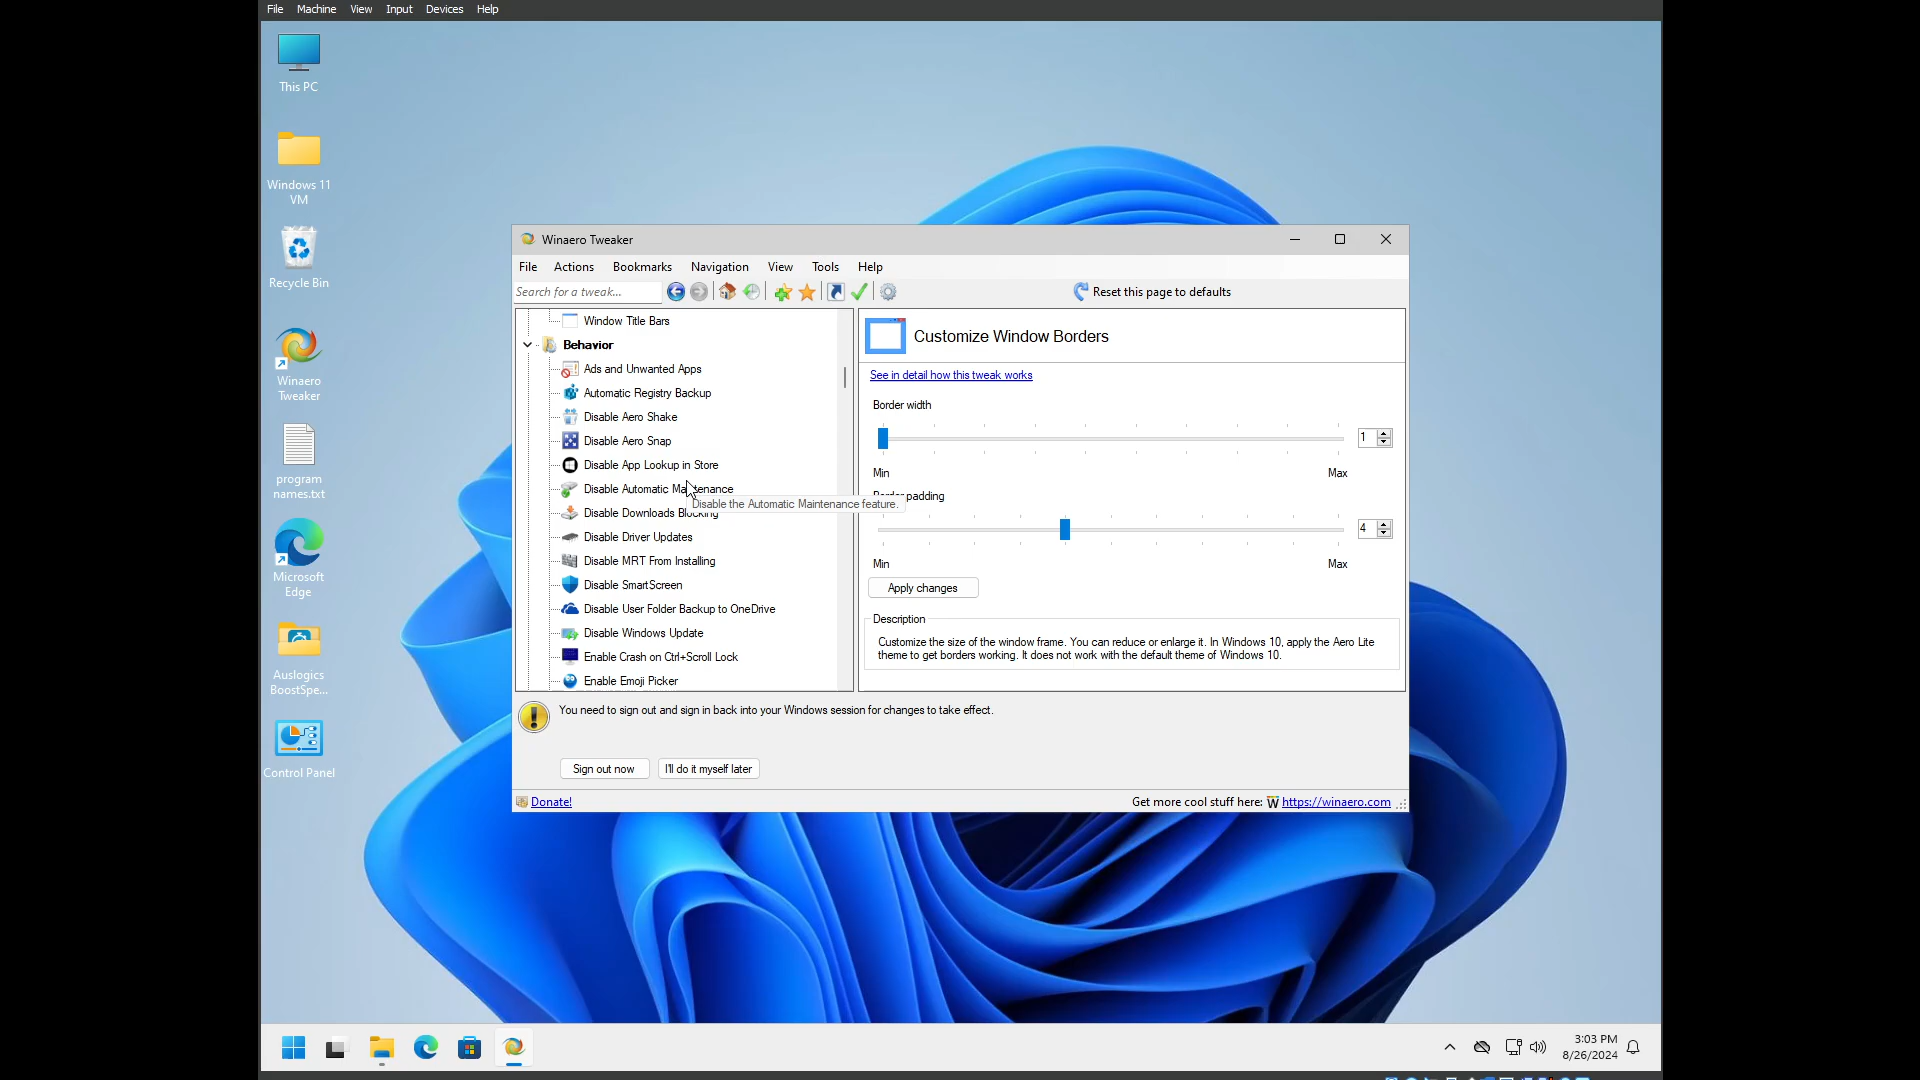 File Machine View Input Devices Help
This PC
Windows 11
VM
Recycle Bin
Winaero
Tweaker
program
names.txt
Microsoft
Edge
Auslogics
BoostSpe...
Control Panel
Winaero Tweaker
File Actions Bookmarks Navigation View Tools Help
Search for a tweak...
Reset this page to defaults
Window Title Bars
Behavior
Ads and Unwanted Apps
Automatic Registry Backup
Disable Aero Shake
Disable Aero Snap
Disable App Lookup in Store
Disable Automatic Maintenance
Disable the Automatic Maintenance feature.
Disable Downloads Blocking
Disable Driver Updates
Disable MRT From Installing
Disable SmartScreen
Disable User Folder Backup to OneDrive
Disable Windows Update
Enable Crash on Ctrl+Scroll Lock
Enable Emoji Picker
Customize Window Borders
See in detail how this tweak works
Border width
1
Min Max
Border padding
4
Min Max
Apply changes
Description
Customize the size of the window frame. You can reduce or enlarge it. In Windows 10, apply the Aero Lite
theme to get borders working. It does not work with the default theme of Windows 10.
You need to sign out and sign in back into your Windows session for changes to take effect.
Sign out now I'll do it myself later
Donate! Get more cool stuff here: https://winaero.com
3:03 PM
8/26/2024